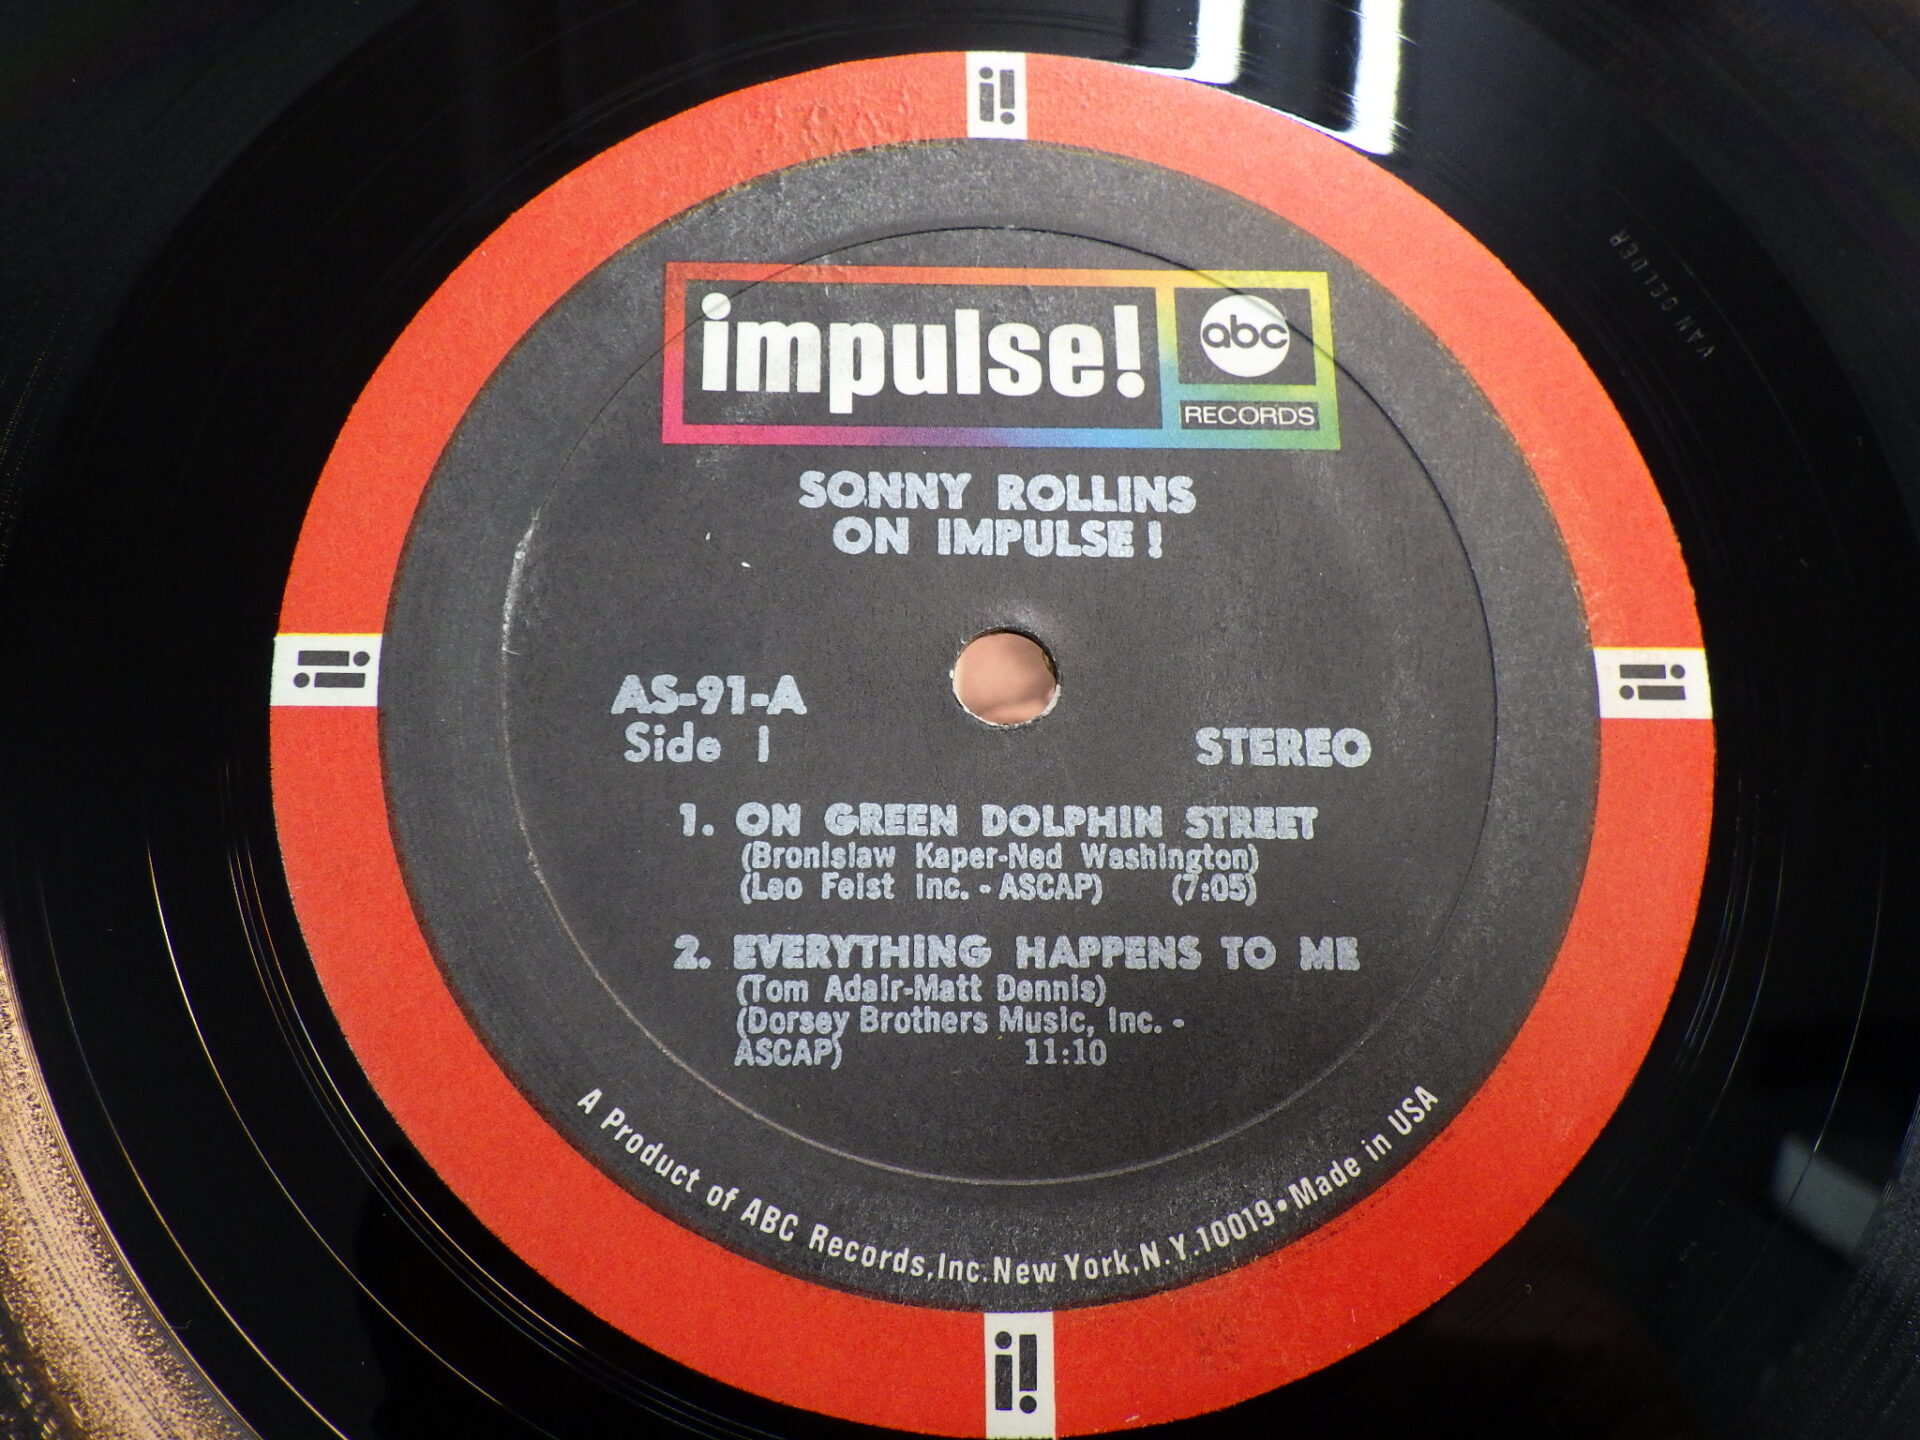 i!
impulse!
abc
RECORDS
VAN GELDER
SONNY ROLLINS
ON IMPULSE!
i!
i!
AS-91-A
Side 1
STEREO
1. ON GREEN DOLPHIN STREET
(Bronislaw Kaper-Ned Washington)
(Leo Feist Inc. - ASCAP) (7:05)
2. EVERYTHING HAPPENS TO ME
(Tom Adair-Matt Dennis)
(Dorsey Brothers Music, Inc. -
ASCAP) 11:10
A Product of ABC Records, Inc. New York, N.Y. 10019 • Made in USA
i!